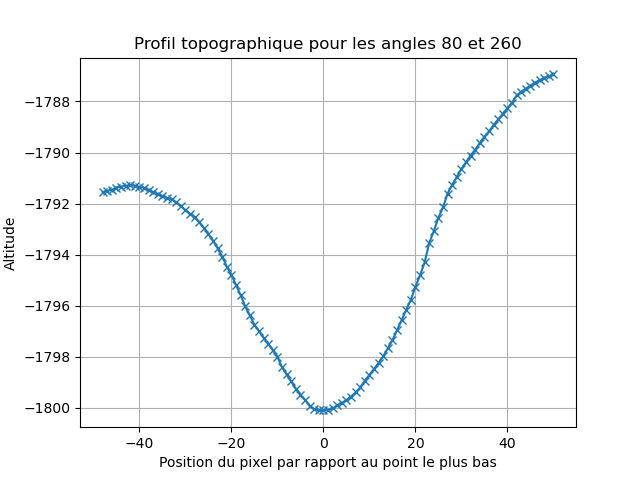 Profil topographique pour les angles 80 et 260
−1788
−1790
−1792
−1794
−1796
−1798
−1800
Altitude
−40 −20 0 20 40
Position du pixel par rapport au point le plus bas